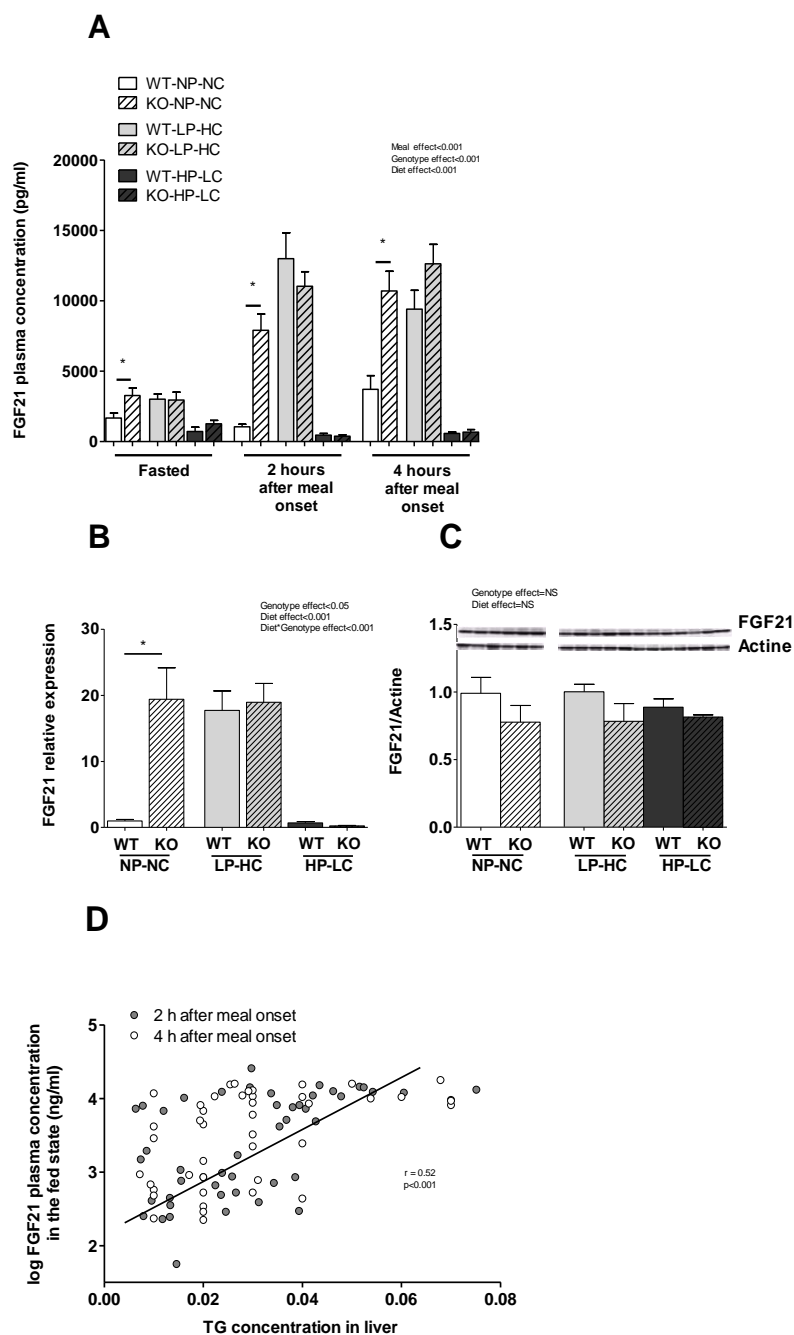 A
WT-NP-NC
KO-NP-NC
WT-LP-HC
KO-LP-HC
WT-HP-LC
KO-HP-LC
Meal effect<0.001
Genotype effect<0.001
Diet effect<0.001
FGF21 plasma concentration (pg/ml)
20000
15000
10000
5000
0
*
*
*
Fasted
2 hours
after meal
onset
4 hours
after meal
onset
B
Genotype effect<0.05
Diet effect<0.001
Diet*Genotype effect<0.001
FGF21 relative expression
30
20
10
0
*
WT KO WT KO WT KO
NP-NC LP-HC HP-LC
C
Genotype effect=NS
Diet effect=NS
FGF21
Actine
FGF21/Actine
1.5
1.0
0.5
0.0
WT KO WT KO WT KO
NP-NC LP-HC HP-LC
D
2 h after meal onset
4 h after meal onset
log FGF21 plasma concentration
in the fed state (ng/ml)
5
4
3
2
r = 0.52
p<0.001
0.00 0.02 0.04 0.06 0.08
TG concentration in liver